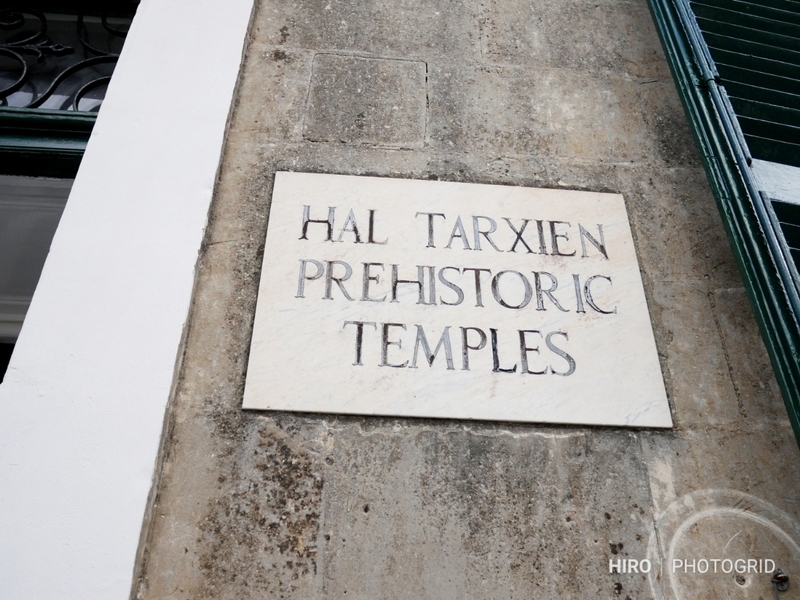 HAL TARXIEN
PREHISTORIC
TEMPLES
HIRO | PHOTOGRID